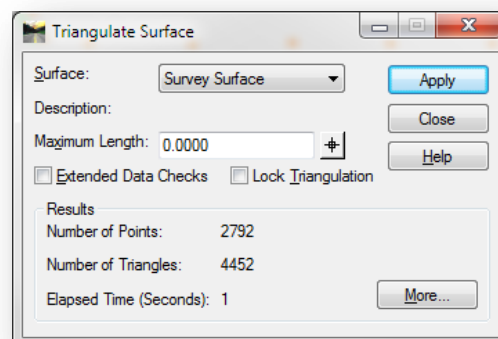 Triangulate Surface
Surface: Survey Surface Apply
Description: Close
Maximum Length: 0.0000 Help
Extended Data Checks Lock Triangulation
Results
Number of Points: 2792
Number of Triangles: 4452
Elapsed Time (Seconds): 1 More...